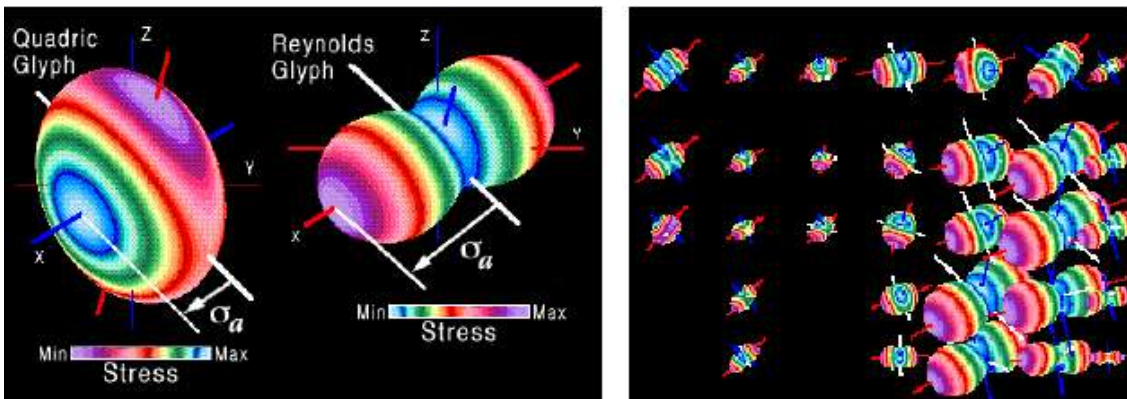 Quadric
Glyph
Z
Y
X
σa
Min Max
Stress
Reynolds
Glyph
Z
Y
X
σa
Min Max
Stress